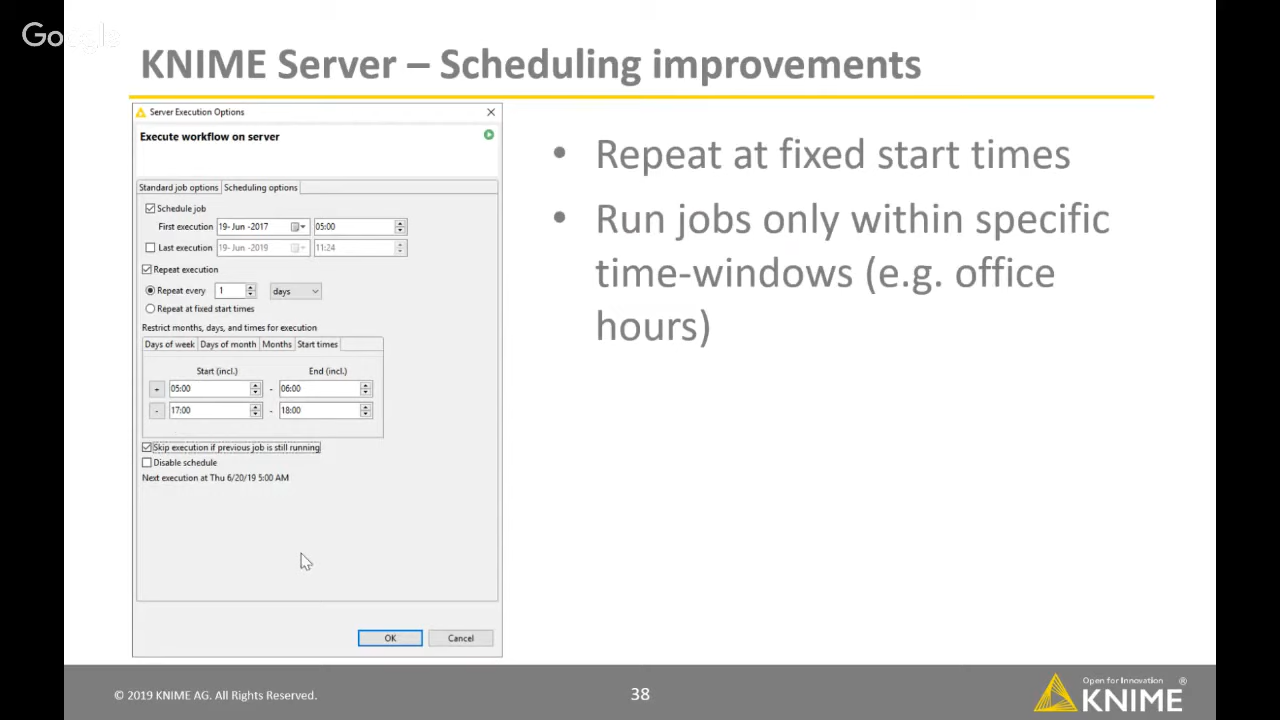 Google
KNIME Server – Scheduling improvements
Server Execution Options
Execute workflow on server
Standard job options Scheduling options
Schedule job
First execution 19- Jun -2017 05:00
Last execution 19- Jun -2019 11:24
Repeat execution
Repeat every 1 days
Repeat at fixed start times
Restrict months, days, and times for execution
Days of week Days of month Months Start times
Start (incl.) End (incl.)
+ 05:00 - 06:00
- 17:00 - 18:00
Skip execution if previous job is still running
Disable schedule
Next execution at Thu 6/20/19 5:00 AM
OK Cancel
• Repeat at fixed start times
• Run jobs only within specific
time-windows (e.g. office
hours)
© 2019 KNIME AG. All Rights Reserved.
38
Open for Innovation ®
KNIME